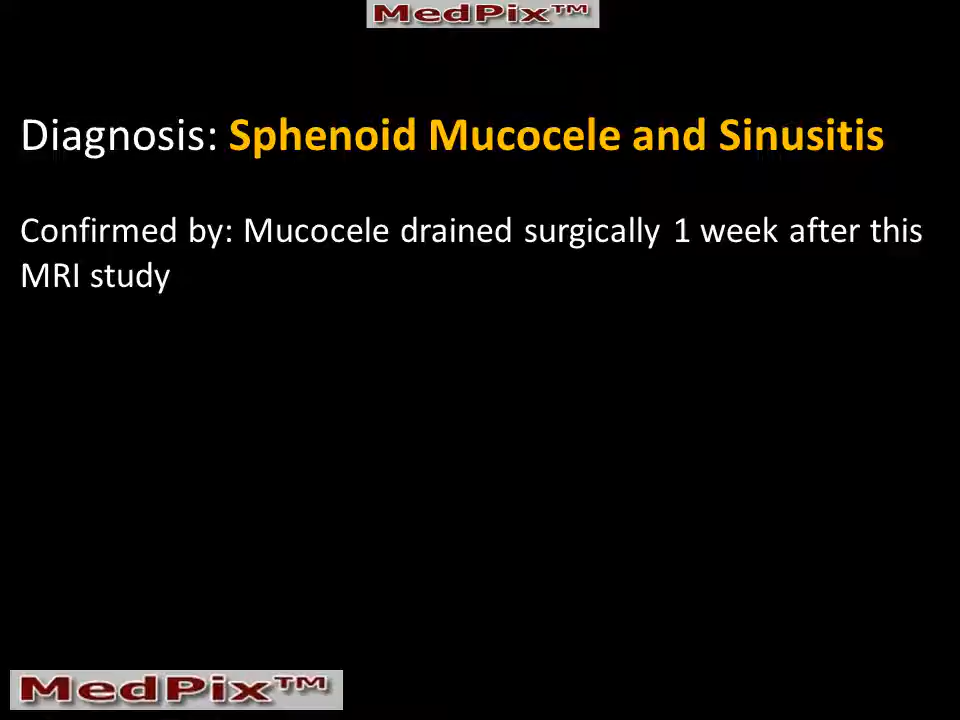 MedPix™
Diagnosis: Sphenoid Mucocele and Sinusitis
Confirmed by: Mucocele drained surgically 1 week after this
MRI study
MedPix™